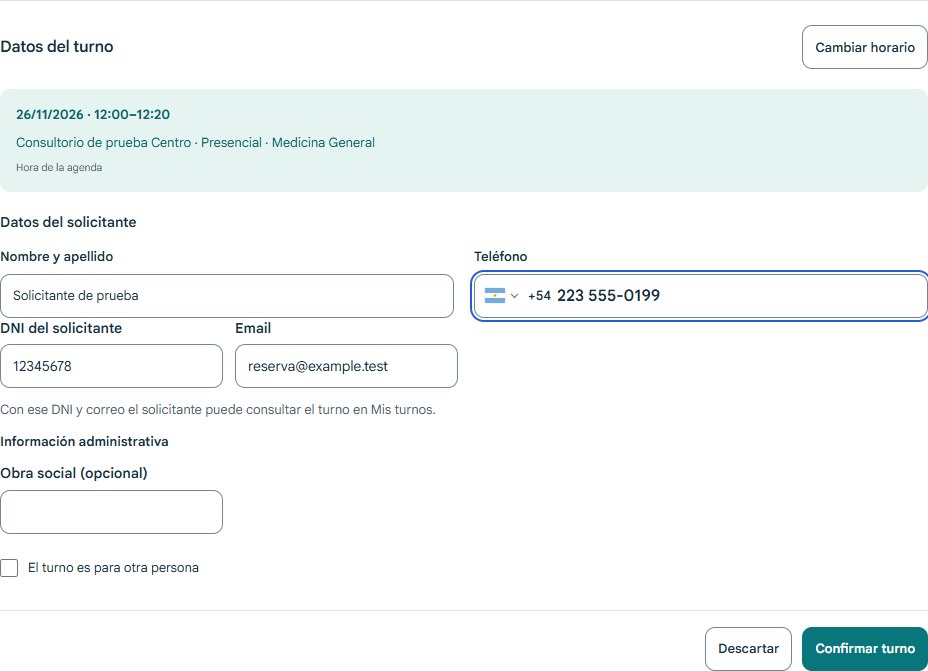 Datos del turno
Cambiar horario
26/11/2026 · 12:00–12:20
Consultorio de prueba Centro · Presencial · Medicina General
Hora de la agenda
Datos del solicitante
Nombre y apellido
Teléfono
Solicitante de prueba
+54 223 555-0199
DNI del solicitante
Email
12345678
reserva@example.test
Con ese DNI y correo el solicitante puede consultar el turno en Mis turnos.
Información administrativa
Obra social (opcional)
El turno es para otra persona
Descartar
Confirmar turno